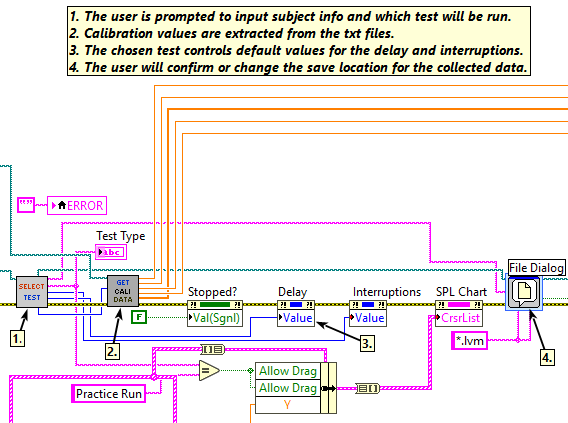 1. The user is prompted to input subject info and which test will be run.
2. Calibration values are extracted from the txt files.
3. The chosen test controls default values for the delay and interruptions.
4. The user will confirm or change the save location for the collected data.
""
ERROR
Test Type
abc
File Dialog
SELECT
TEST
GET
CALI
DATA
Stopped?
Delay
Interruptions
SPL Chart
F
Val(Sgnl)
Value
Value
CrsrList
1.
2.
3.
4.
*.lvm
=
Allow Drag
Allow Drag
Y
Practice Run